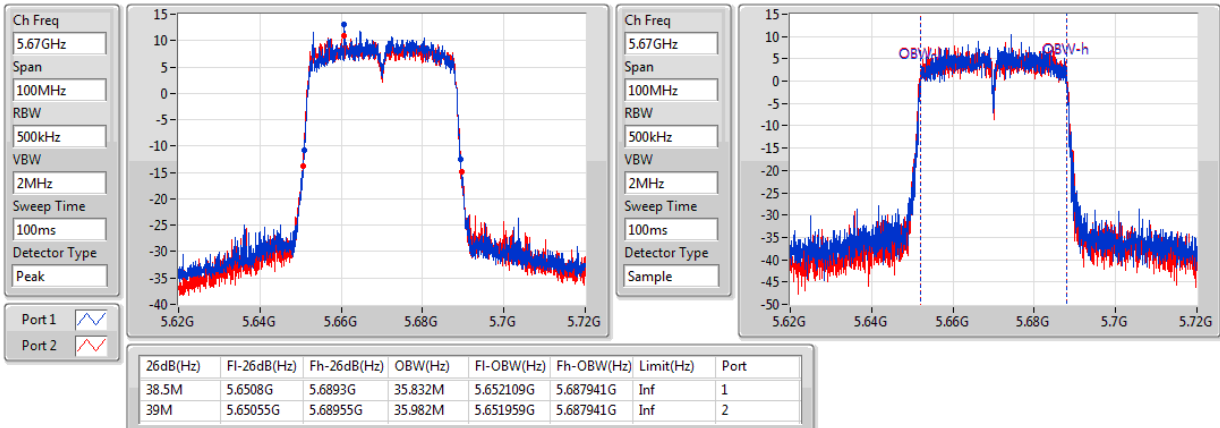 Ch Freq
5.67GHz
Span
100MHz
RBW
500kHz
VBW
2MHz
Sweep Time
100ms
Detector Type
Peak
Port 1
Port 2
15
10
5
0
-5
-10
-15
-20
-25
-30
-35
-40
5.62G 5.64G 5.66G 5.68G 5.7G 5.72G
Ch Freq
5.67GHz
Span
100MHz
RBW
500kHz
VBW
2MHz
Sweep Time
100ms
Detector Type
Sample
15
10
5
0
-5
-10
-15
-20
-25
-30
-35
-40
-45
-50
OBW-h
5.62G 5.64G 5.66G 5.68G 5.7G 5.72G
26dB(Hz) Fl-26dB(Hz) Fh-26dB(Hz) OBW(Hz) Fl-OBW(Hz) Fh-OBW(Hz) Limit(Hz) Port
38.5M 5.6508G 5.6893G 35.832M 5.652109G 5.687941G Inf 1
39M 5.65055G 5.68955G 35.982M 5.651959G 5.687941G Inf 2